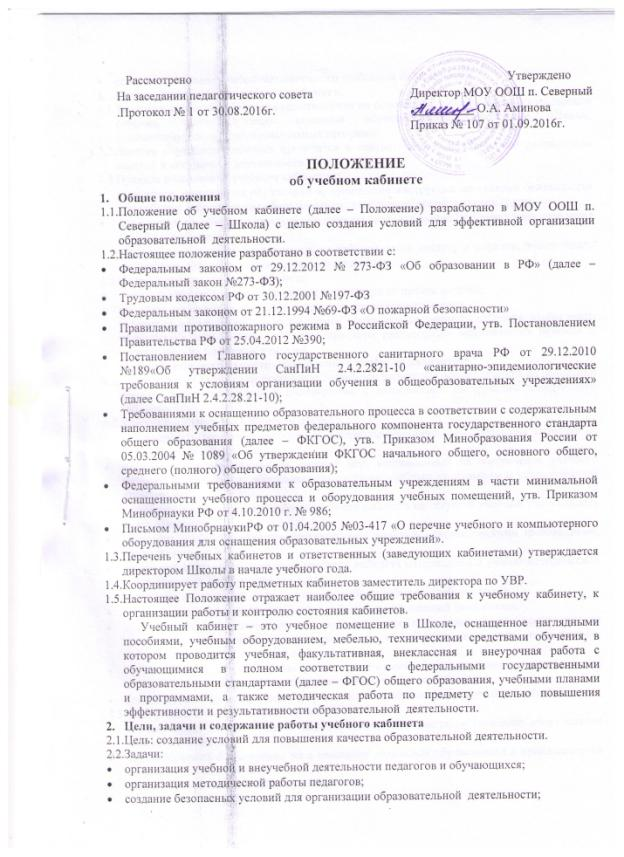 Рассмотрено
На заседании педагогического совета
.Протокол № 1 от 30.08.2016г.
Утверждено
Директор МОУ ООШ п. Северный
О.А. Аминова
Приказ № 107 от 01.09.2016г.
ПОЛОЖЕНИЕ
об учебном кабинете
1. Общие положения
1.1.Положение об учебном кабинете (далее – Положение) разработано в МОУ ООШ п.
Северный (далее – Школа) с целью создания условий для эффективной организации
образовательной деятельности.
1.2.Настоящее положение разработано в соответствии с:
• Федеральным законом от 29.12.2012 № 273-ФЗ «Об образовании в РФ» (далее –
Федеральный закон №273-ФЗ);
• Трудовым кодексом РФ от 30.12.2001 №197-ФЗ
• Федеральным законом от 21.12.1994 №69-ФЗ «О пожарной безопасности»
• Правилами противопожарного режима в Российской Федерации, утв. Постановлением
Правительства РФ от 25.04.2012 №390;
• Постановлением Главного государственного санитарного врача РФ от 29.12.2010
№189«Об утверждении СанПиН 2.4.2.2821-10 «санитарно-эпидемиологические
требования к условиям организации обучения в общеобразовательных учреждениях»
(далее СанПиН 2.4.2.28.21-10);
• Требованиями к оснащению образовательного процесса в соответствии с содержательным
наполнением учебных предметов федерального компонента государственного стандарта
общего образования (далее – ФКГОС), утв. Приказом Минобразования России от
05.03.2004 № 1089 «Об утверждении ФКГОС начального общего, основного общего,
среднего (полного) общего образования);
• Федеральными требованиями к образовательным учреждениям в части минимальной
оснащенности учебного процесса и оборудования учебных помещений, утв. Приказом
Минобрнауки РФ от 4.10.2010 г. № 986;
• Письмом МинобрнаукиРФ от 01.04.2005 №03-417 «О перечне учебного и компьютерного
оборудования для оснащения образовательных учреждений».
1.3.Перечень учебных кабинетов и ответственных (заведующих кабинетами) утверждается
директором Школы в начале учебного года.
1.4.Координирует работу предметных кабинетов заместитель директора по УВР.
1.5.Настоящее Положение отражает наиболее общие требования к учебному кабинету, к
организации работы и контролю состояния кабинетов.
Учебный кабинет – это учебное помещение в Школе, оснащенное наглядными
пособиями, учебным оборудованием, мебелью, техническими средствами обучения, в
котором проводится учебная, факультативная, внеклассная и внеурочная работа с
обучающимися в полном соответствии с федеральными государственными
образовательными стандартами (далее – ФГОС) общего образования, учебными планами
и программами, а также методическая работа по предмету с целью повышения
эффективности и результативности образовательной деятельности.
2. Цели, задачи и содержание работы учебного кабинета
2.1.Цель: создание условий для повышения качества образовательной деятельности.
2.2.Задачи:
• организация учебной и внеучебной деятельности педагогов и обучающихся;
• организация методической работы педагогов;
• создание безопасных условий для организации образовательной деятельности;